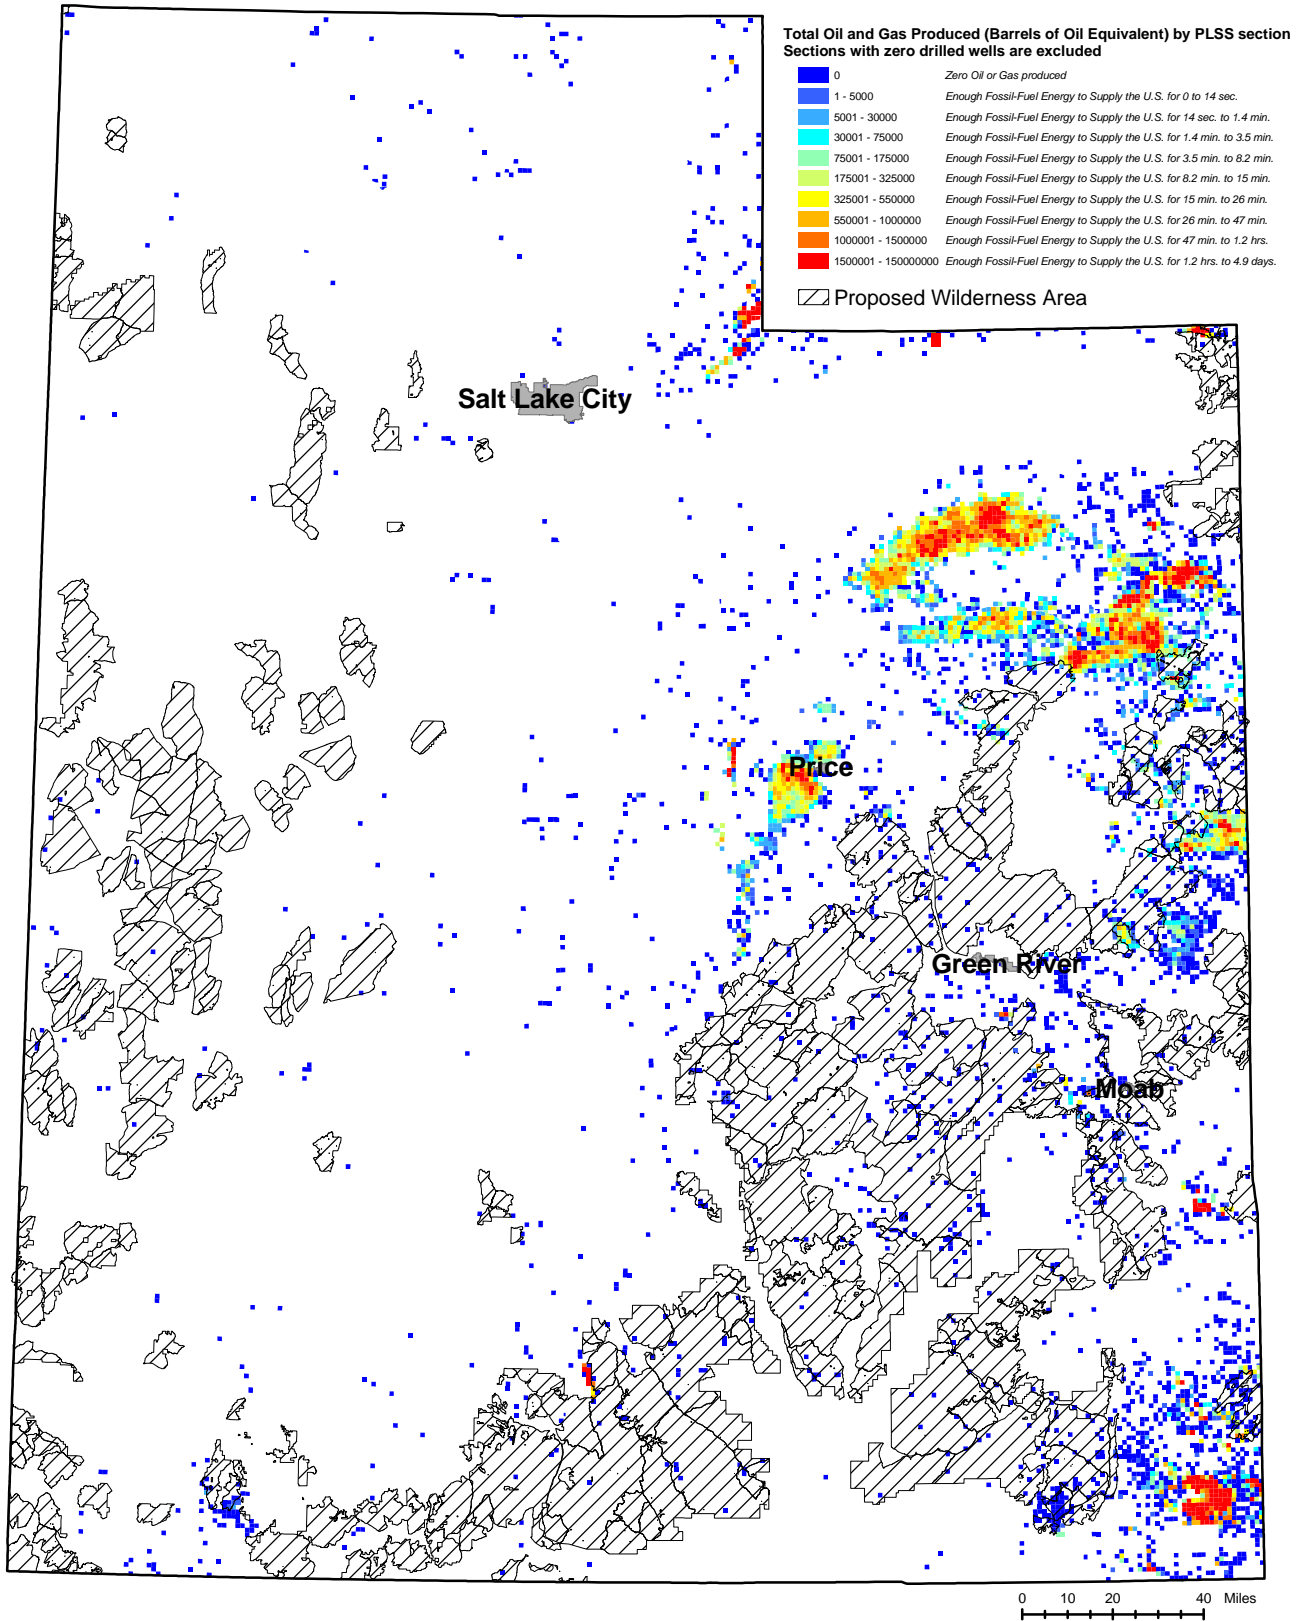 Total Oil and Gas Produced (Barrels of Oil Equivalent) by PLSS section
Sections with zero drilled wells are excluded
0 Zero Oil or Gas produced
1 - 5000 Enough Fossil-Fuel Energy to Supply the U.S. for 0 to 14 sec.
5001 - 30000 Enough Fossil-Fuel Energy to Supply the U.S. for 14 sec. to 1.4 min.
30001 - 75000 Enough Fossil-Fuel Energy to Supply the U.S. for 1.4 min. to 3.5 min.
75001 - 175000 Enough Fossil-Fuel Energy to Supply the U.S. for 3.5 min. to 8.2 min.
175001 - 325000 Enough Fossil-Fuel Energy to Supply the U.S. for 8.2 min. to 15 min.
325001 - 550000 Enough Fossil-Fuel Energy to Supply the U.S. for 15 min. to 26 min.
550001 - 1000000 Enough Fossil-Fuel Energy to Supply the U.S. for 26 min. to 47 min.
1000001 - 1500000 Enough Fossil-Fuel Energy to Supply the U.S. for 47 min. to 1.2 hrs.
1500001 - 150000000 Enough Fossil-Fuel Energy to Supply the U.S. for 1.2 hrs. to 4.9 days.
Proposed Wilderness Area
Salt Lake City
Price
Green River
Moab
0 10 20 40 Miles